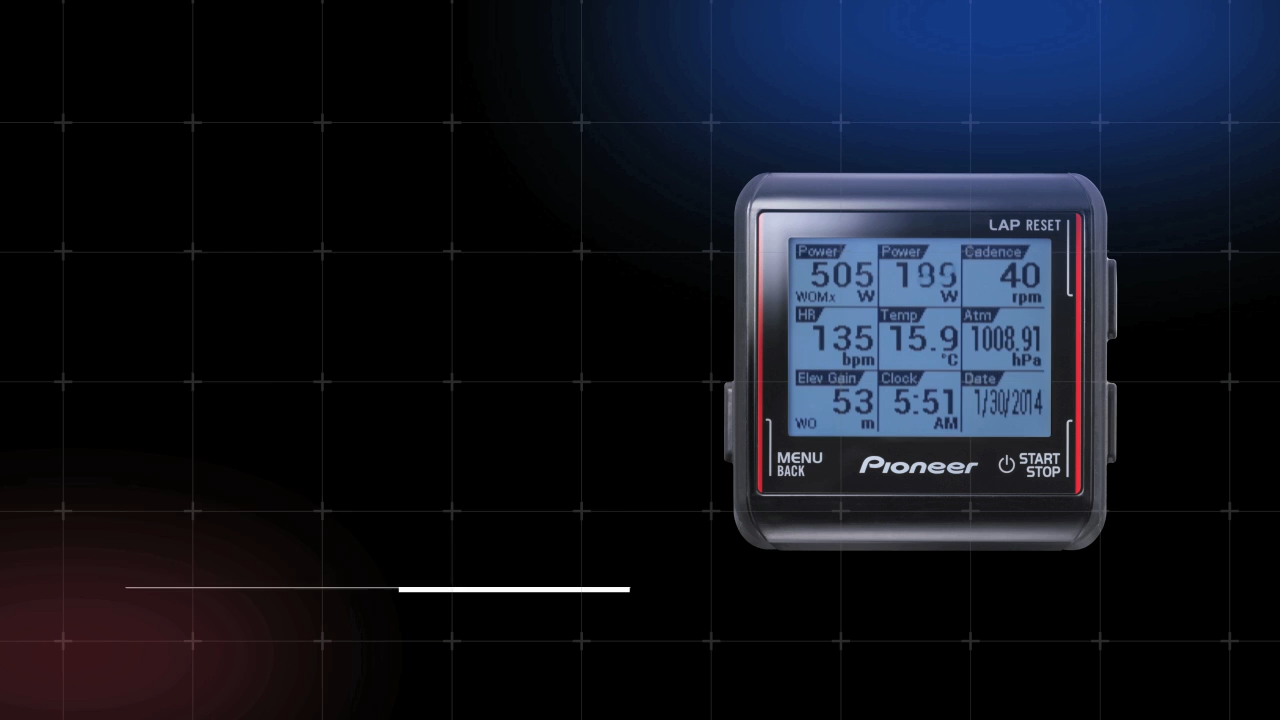 LAP RESET
Power Power Cadence
505 199 40
WOMx W W rpm
HR Temp Atm
135 15.9 1008.91
bpm °C hPa
Elev Gain Clock Date
53 5:51 1/30/2014
WO m AM
MENU
BACK
Pioneer
START
STOP